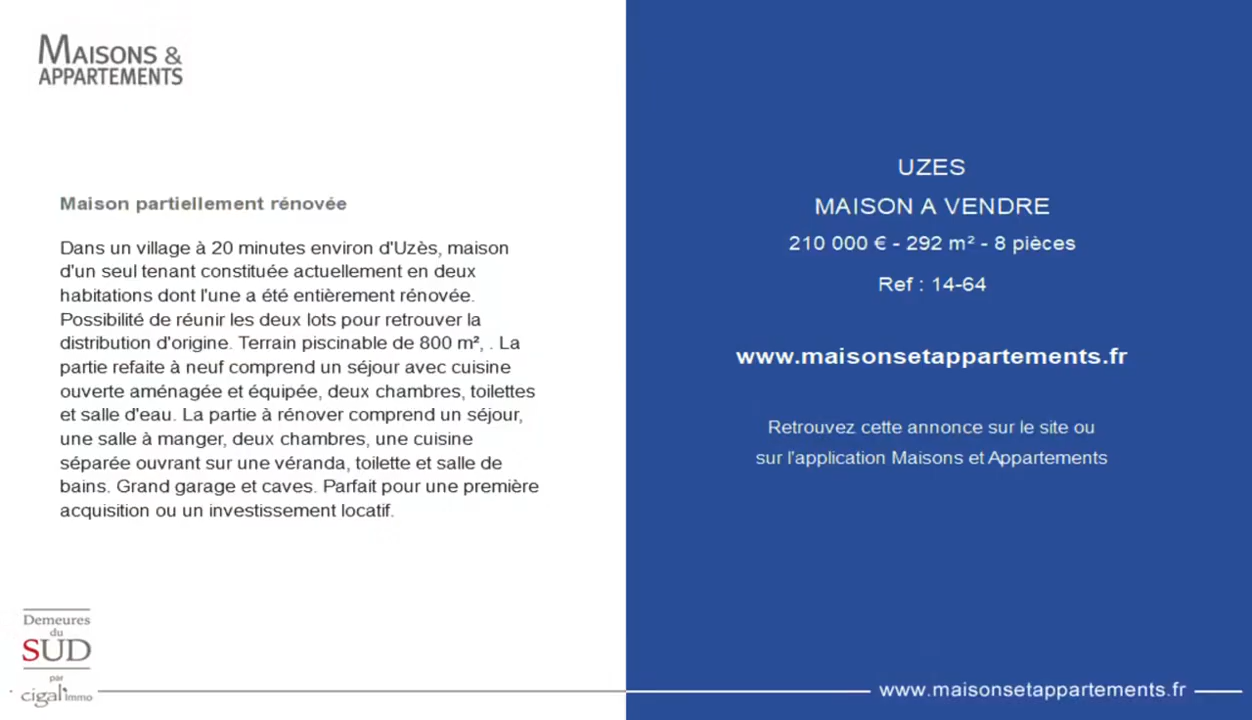 MAISONS &
APPARTEMENTS
Maison partiellement rénovée
Dans un village à 20 minutes environ d'Uzès, maison
d'un seul tenant constituée actuellement en deux
habitations dont l'une a été entièrement rénovée.
Possibilité de réunir les deux lots pour retrouver la
distribution d'origine. Terrain piscinable de 800 m², . La
partie refaite à neuf comprend un séjour avec cuisine
ouverte aménagée et équipée, deux chambres, toilettes
et salle d'eau. La partie à rénover comprend un séjour,
une salle à manger, deux chambres, une cuisine
séparée ouvrant sur une véranda, toilette et salle de
bains. Grand garage et caves. Parfait pour une première
acquisition ou un investissement locatif.
Demeures
du
SUD
par
cigal'immo
UZES
MAISON A VENDRE
210 000 € - 292 m² - 8 pièces
Ref : 14-64
www.maisonsetappartements.fr
Retrouvez cette annonce sur le site ou
sur l'application Maisons et Appartements
www.maisonsetappartements.fr